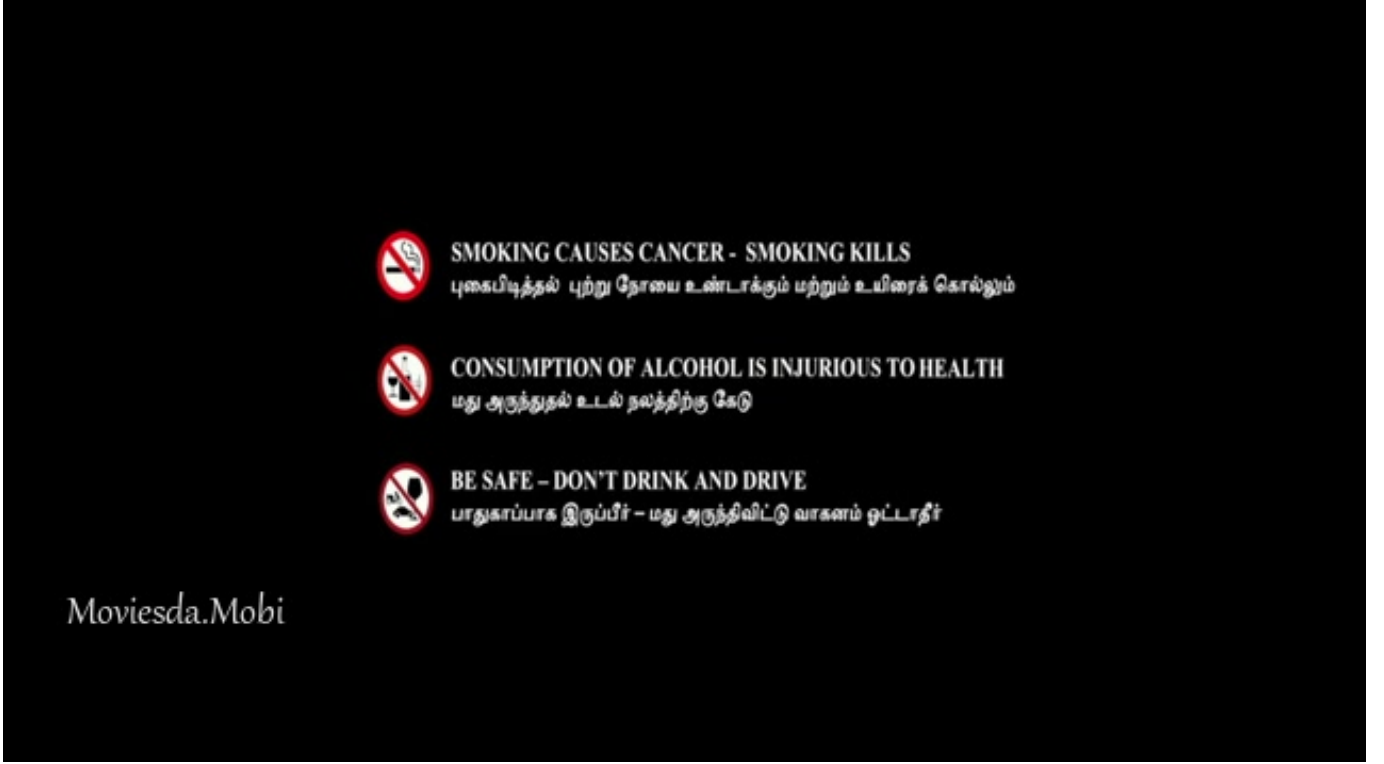 SMOKING CAUSES CANCER - SMOKING KILLS
புகைபிடித்தல் புற்று நோயை உண்டாக்கும் மற்றும் உயிரைக் கொல்லும்
CONSUMPTION OF ALCOHOL IS INJURIOUS TO HEALTH
மது அருந்துதல் உடல் நலத்திற்கு கேடு
BE SAFE – DON'T DRINK AND DRIVE
பாதுகாப்பாக இருப்பீர் – மது அருந்திவிட்டு வாகனம் ஓட்டாதீர்
Moviesda.Mobi